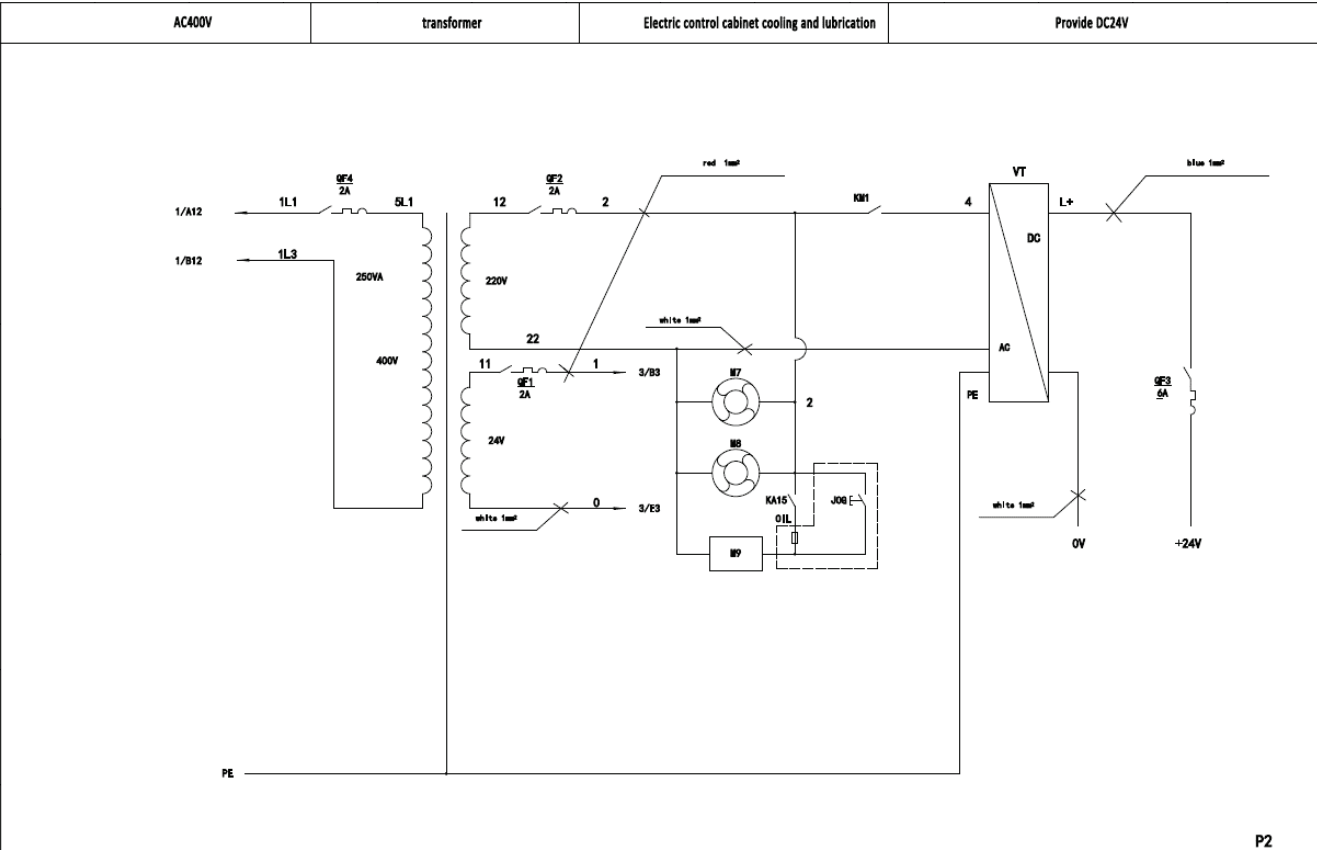 AC400V
transformer
Electric control cabinet cooling and lubrication
Provide DC24V
red 1mm²
blue 1mm²
QF4
2A
QF2
2A
VT
1/A12
1L1
5L1
12
2
KM1
4
L+
DC
1/B12
1L3
250VA
220V
white 1mm²
22
AC
400V
11
1
3/B3
QF1
2A
M7
2
PE
QF3
6A
24V
M8
0
3/E3
white 1mm²
KA15
JOG
OIL
white 1mm²
M9
0V
+24V
PE
P2